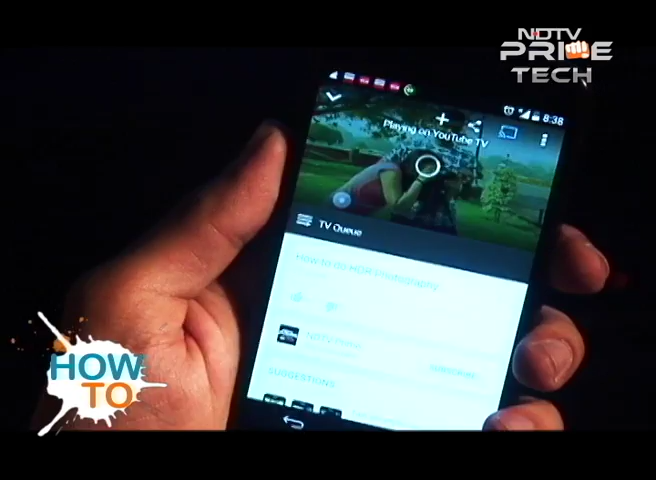 NDTV
PRIME
TECH
8:38
Playing on YouTube TV
TV Queue
How to do HDR Photography
SUGGESTIONS
HOW
TO